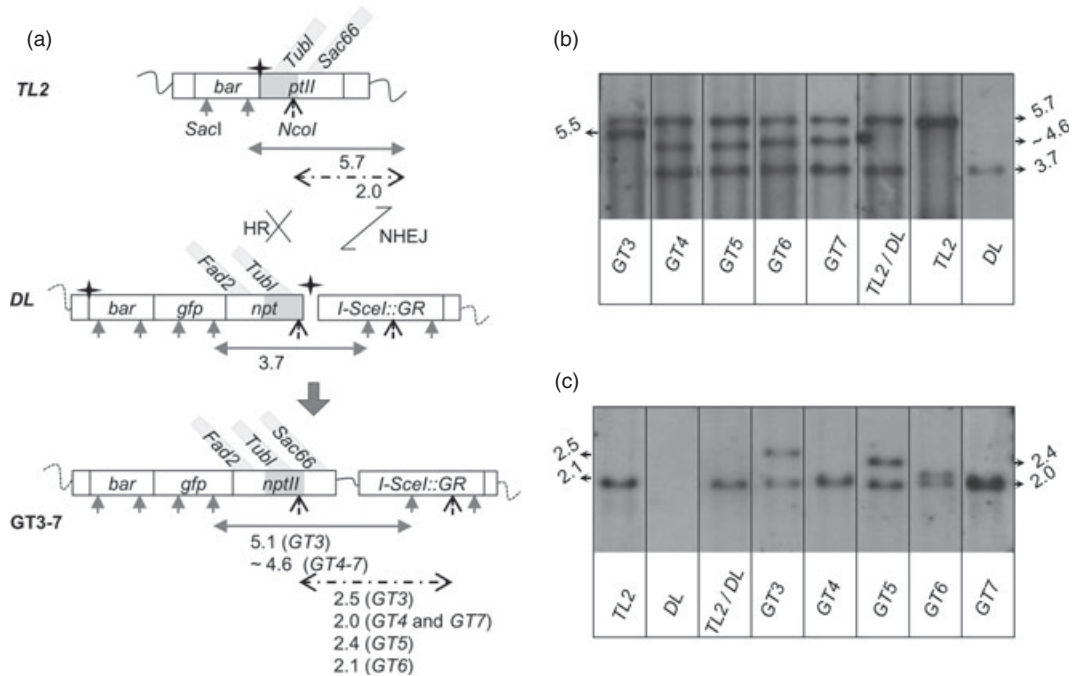 (a)
TubI
Sac66
TL2
bar
ptII
SacI
NcoI
5.7
2.0
HR
NHEJ
Fad2
TubI
DL
bar
gfp
npt
I-SceI::GR
3.7
Fad2
TubI
Sac66
bar
gfp
nptII
I-SceI::GR
GT3-7
5.1 (GT3)
~ 4.6 (GT4-7)
2.5 (GT3)
2.0 (GT4 and GT7)
2.4 (GT5)
2.1 (GT6)
(b)
5.5
5.7
~ 4.6
3.7
GT3
GT4
GT5
GT6
GT7
TL2 / DL
TL2
DL
(c)
2.5
2.1
2.4
2.0
TL2
DL
TL2 / DL
GT3
GT4
GT5
GT6
GT7